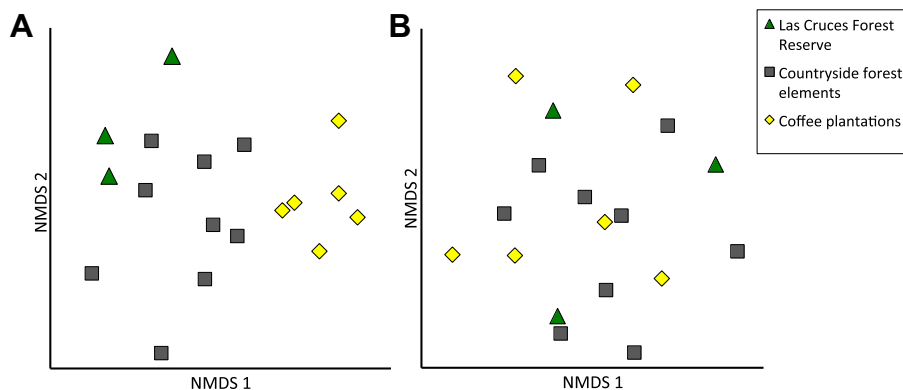 A
B
Las Cruces Forest
Reserve
Countryside forest
elements
Coffee plantations
NMDS 2
NMDS 2
NMDS 1
NMDS 1